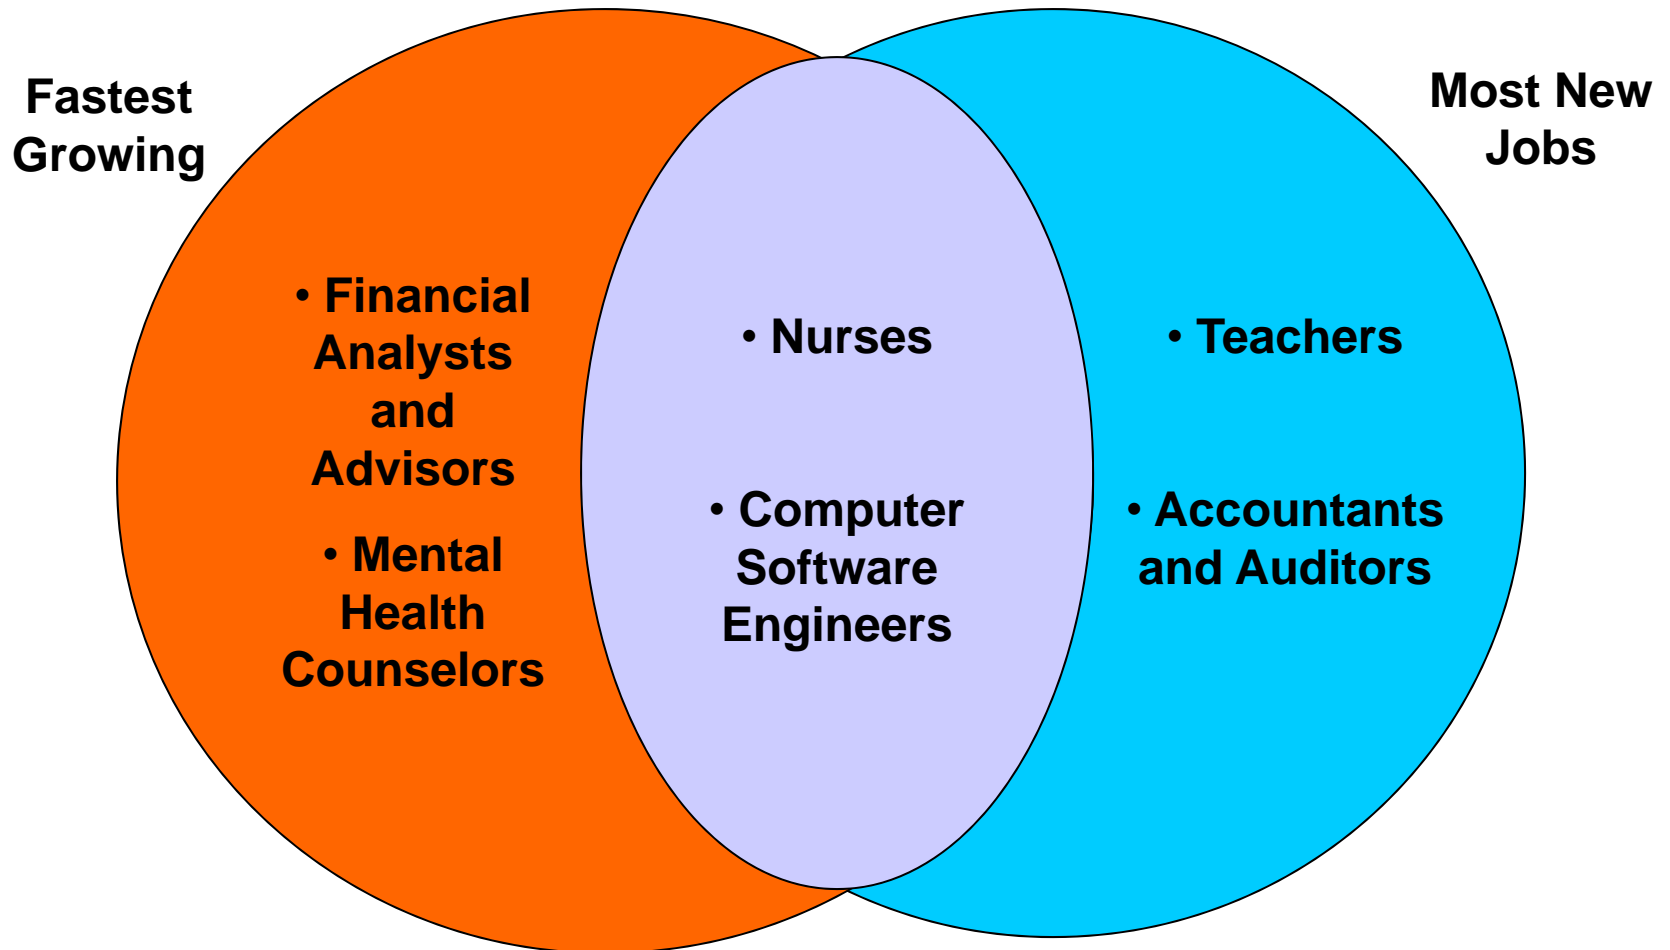 Fastest
Growing
Most New
Jobs
• Financial
Analysts
and
Advisors
• Mental
Health
Counselors
• Nurses
• Computer
Software
Engineers
• Teachers
• Accountants
and Auditors